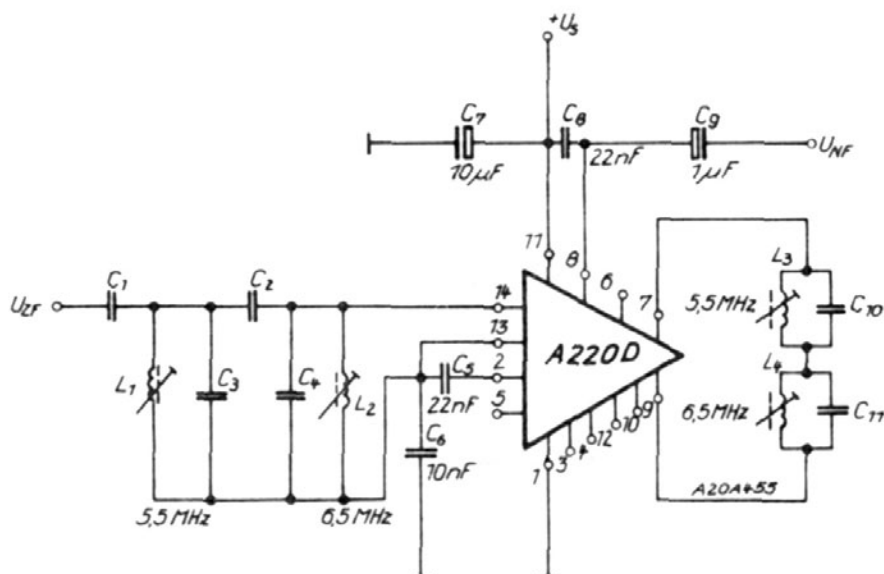 +U_S
C7
10µF
C8
22nF
C9
1µF
U_NF
11
8
6
7
U_ZF
C1
C2
14
13
2
5
A220D
L3
5,5MHz
C10
L4
6,5MHz
C11
L1
C3
C4
L2
C5
22nF
C6
10nF
1
3
4
12
10
9
A20A455
5,5MHz
6,5MHz